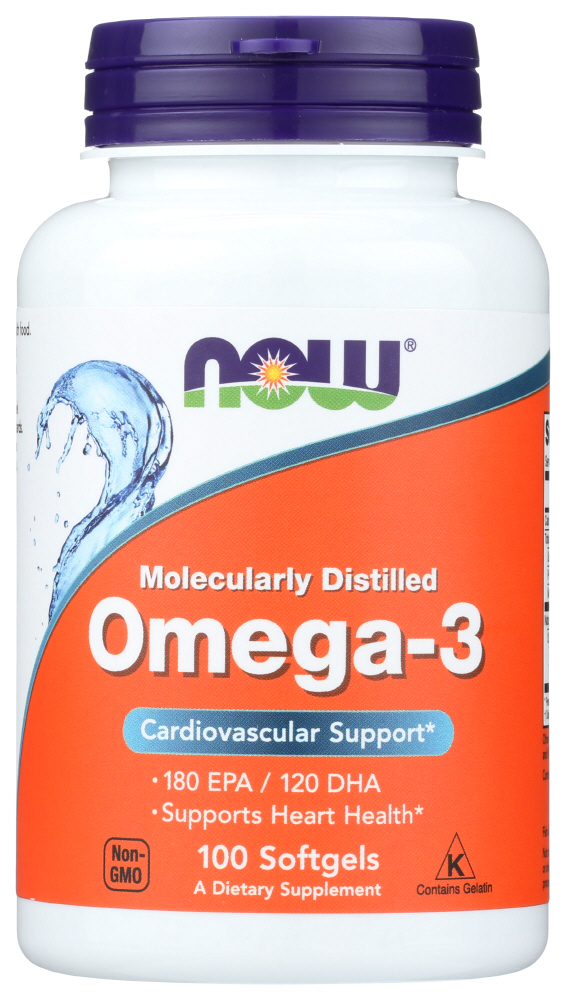 NOW®
Molecularly Distilled
Omega-3
Cardiovascular Support*
• 180 EPA / 120 DHA
• Supports Heart Health*
100 Softgels
A Dietary Supplement
Non-
GMO
K
Contains Gelatin
food.